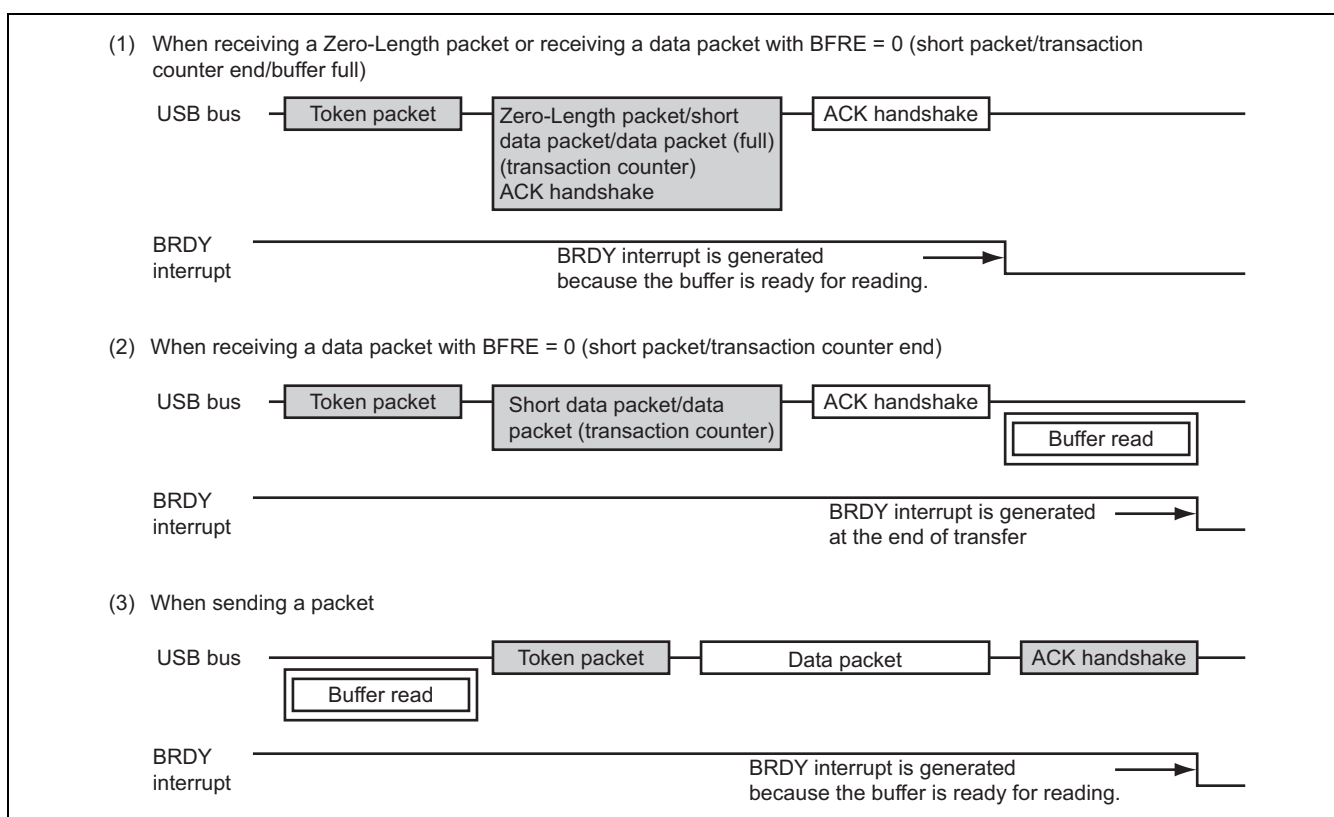 (1) When receiving a Zero-Length packet or receiving a data packet with BFRE = 0 (short packet/transaction
counter end/buffer full)
USB bus
Token packet
Zero-Length packet/short
data packet/data packet (full)
(transaction counter)
ACK handshake
ACK handshake
BRDY
interrupt
BRDY interrupt is generated
because the buffer is ready for reading.
(2) When receiving a data packet with BFRE = 0 (short packet/transaction counter end)
USB bus
Token packet
Short data packet/data
packet (transaction counter)
ACK handshake
Buffer read
BRDY
interrupt
BRDY interrupt is generated
at the end of transfer
(3) When sending a packet
USB bus
Token packet
Data packet
ACK handshake
Buffer read
BRDY
interrupt
BRDY interrupt is generated
because the buffer is ready for reading.